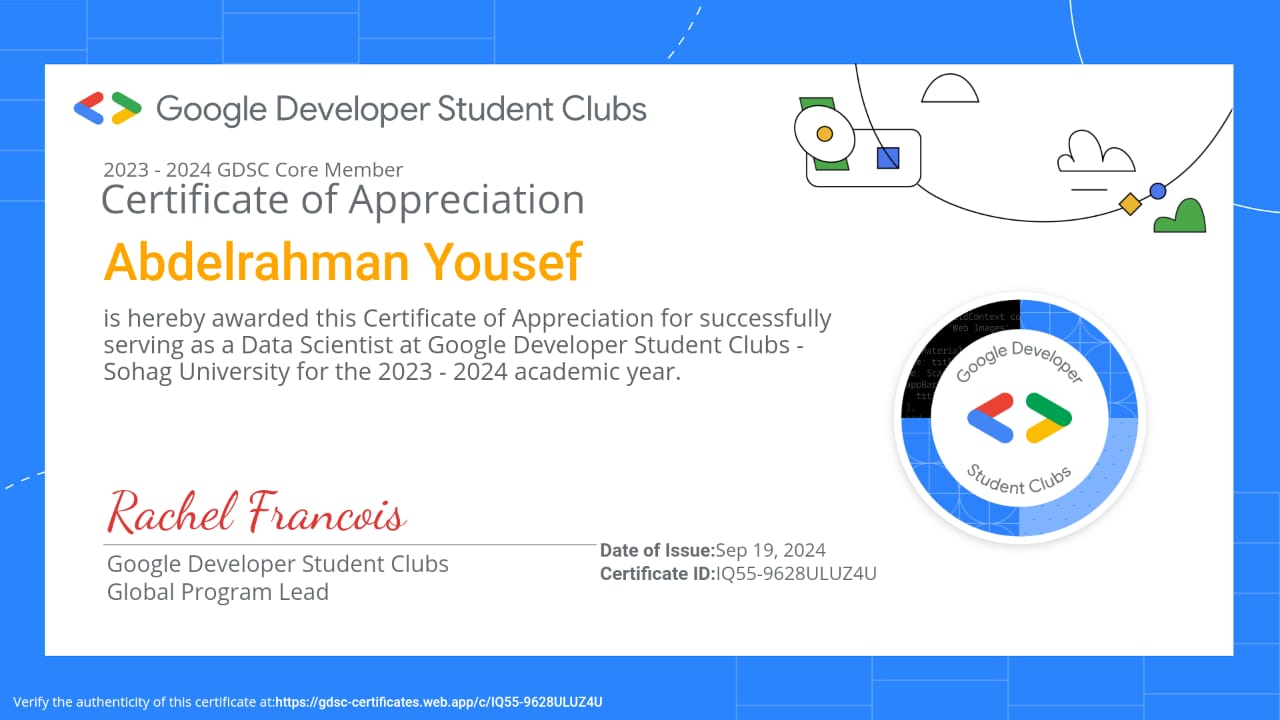 Google Developer Student Clubs
2023 - 2024 GDSC Core Member
Certificate of Appreciation
Abdelrahman Yousef
is hereby awarded this Certificate of Appreciation for successfully
serving as a Data Scientist at Google Developer Student Clubs -
Sohag University for the 2023 - 2024 academic year.
Google Developer
Student Clubs
Rachel Francois
Google Developer Student Clubs
Global Program Lead
Date of Issue:Sep 19, 2024
Certificate ID:IQ55-9628ULUZ4U
Verify the authenticity of this certificate at:https://gdsc-certificates.web.app/c/IQ55-9628ULUZ4U